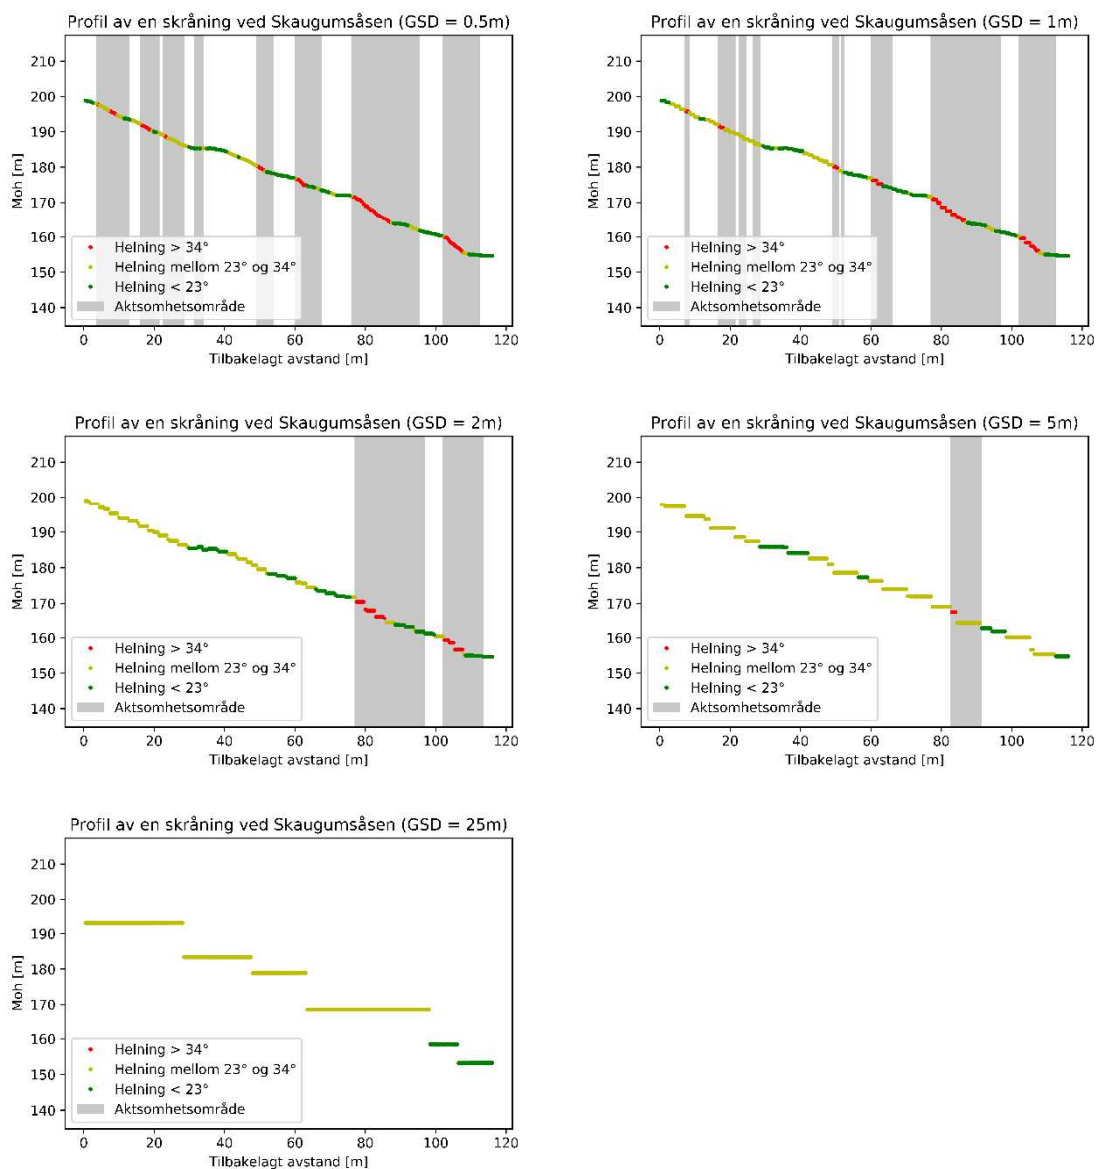 Profil av en skråning ved Skaugumsåsen (GSD = 0.5m)
210
200
190
180
170
160
150
140
Moh [m]
Helning > 34°
Helning mellom 23° og 34°
Helning < 23°
Aktsomhetsområde
0 20 40 60 80 100 120
Tilbakelagt avstand [m]
Profil av en skråning ved Skaugumsåsen (GSD = 1m)
210
200
190
180
170
160
150
140
Moh [m]
Helning > 34°
Helning mellom 23° og 34°
Helning < 23°
Aktsomhetsområde
0 20 40 60 80 100 120
Tilbakelagt avstand [m]
Profil av en skråning ved Skaugumsåsen (GSD = 2m)
210
200
190
180
170
160
150
140
Moh [m]
Helning > 34°
Helning mellom 23° og 34°
Helning < 23°
Aktsomhetsområde
0 20 40 60 80 100 120
Tilbakelagt avstand [m]
Profil av en skråning ved Skaugumsåsen (GSD = 5m)
210
200
190
180
170
160
150
140
Moh [m]
Helning > 34°
Helning mellom 23° og 34°
Helning < 23°
Aktsomhetsområde
0 20 40 60 80 100 120
Tilbakelagt avstand [m]
Profil av en skråning ved Skaugumsåsen (GSD = 25m)
210
200
190
180
170
160
150
140
Moh [m]
Helning > 34°
Helning mellom 23° og 34°
Helning < 23°
Aktsomhetsområde
0 20 40 60 80 100 120
Tilbakelagt avstand [m]